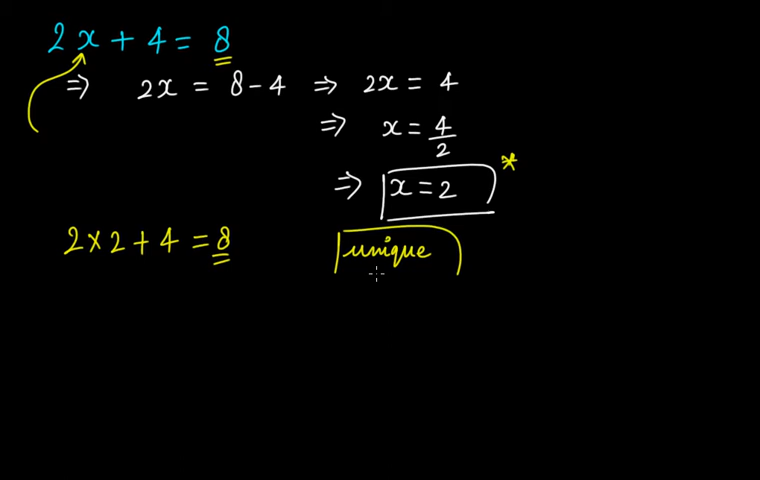 2x + 4 = 8
⇒ 2x = 8 - 4 ⇒ 2x = 4
⇒ x = 4/2
⇒ x = 2 *
2 × 2 + 4 = 8
unique